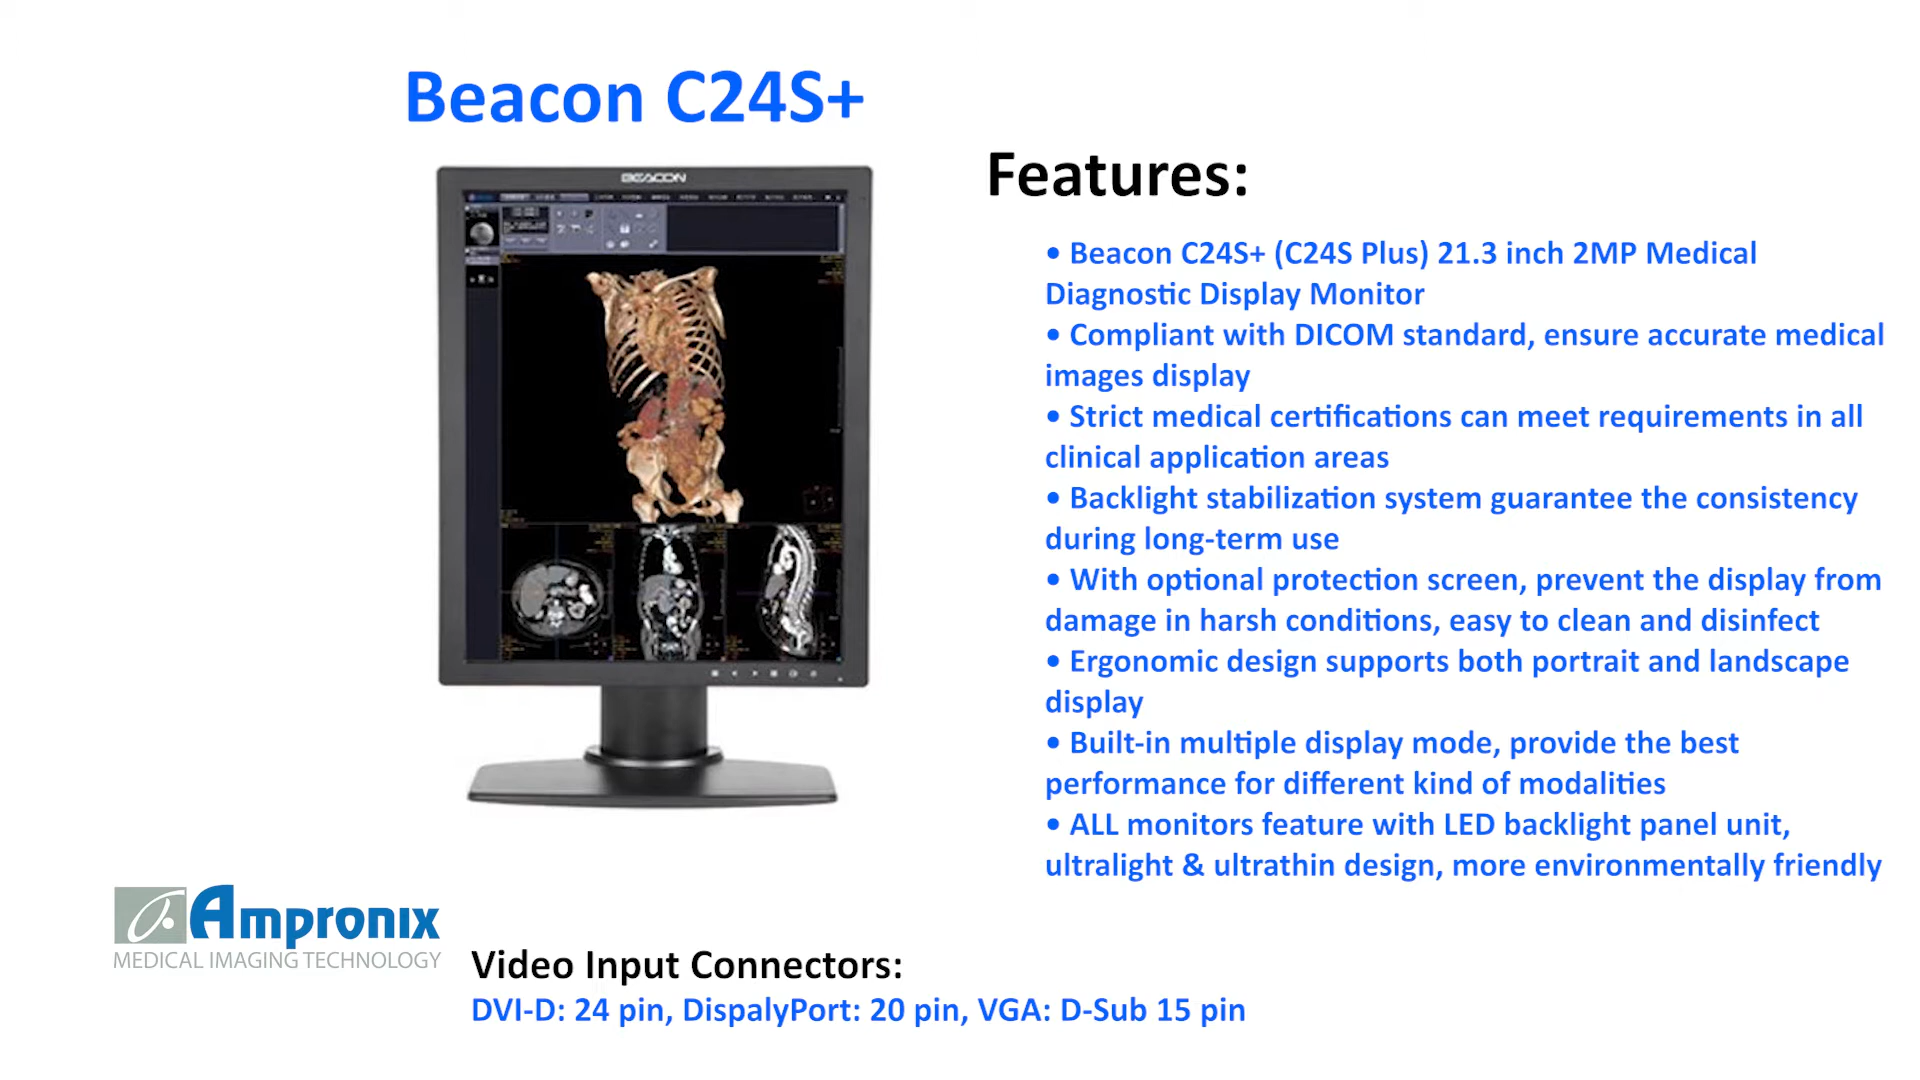 Beacon C24S+
BEACON
Features:
• Beacon C24S+ (C24S Plus) 21.3 inch 2MP Medical
Diagnostic Display Monitor
• Compliant with DICOM standard, ensure accurate medical
images display
• Strict medical certifications can meet requirements in all
clinical application areas
• Backlight stabilization system guarantee the consistency
during long-term use
• With optional protection screen, prevent the display from
damage in harsh conditions, easy to clean and disinfect
• Ergonomic design supports both portrait and landscape
display
• Built-in multiple display mode, provide the best
performance for different kind of modalities
• ALL monitors feature with LED backlight panel unit,
ultralight & ultrathin design, more environmentally friendly
Ampronix
MEDICAL IMAGING TECHNOLOGY
Video Input Connectors:
DVI-D: 24 pin, DispalyPort: 20 pin, VGA: D-Sub 15 pin